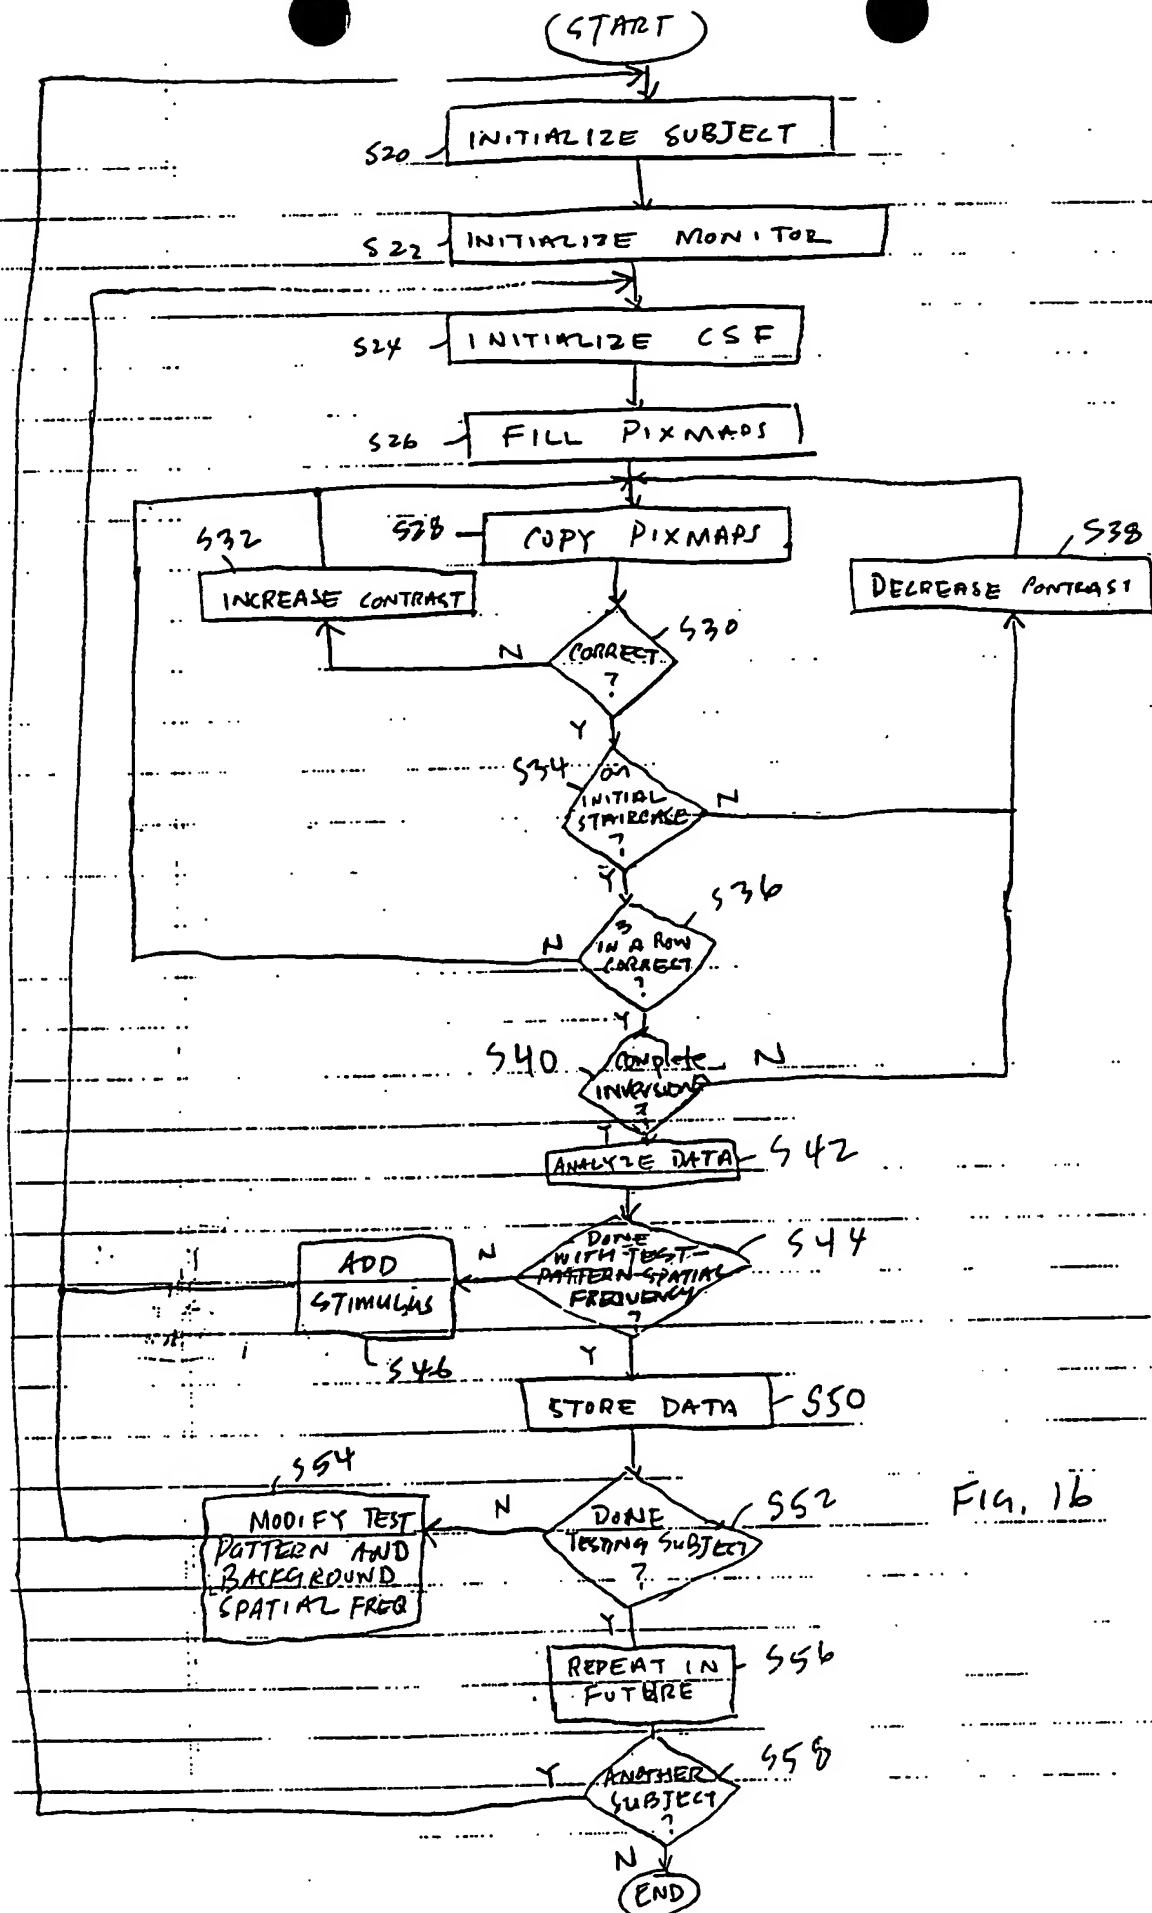 START
INITIALIZE SUBJECT
S20
INITIALIZE MONITOR
S22
INITIALIZE CSF
S24
FILL PIXMAPS
S26
COPY PIXMAPS
S28
S32
INCREASE CONTRAST
S38
DECREASE CONTRAST
S30
CORRECT
?
N
Y
S34
ON
INITIAL
STAIRCASE
?
N
Y
S36
3
IN A ROW
CORRECT
?
N
Y
S40
Complete
INVERSIONS
?
N
Y
ANALYZE DATA
S42
DONE
WITH TEST-
PATTERN SPATIAL
FREQUENCY
?
S44
N
ADD
STIMULUS
S46
Y
STORE DATA
S50
S54
MODIFY TEST
PATTERN AND
BACKGROUND
SPATIAL FREQ
N
DONE
TESTING SUBJECT
?
S52
FIG. 16
Y
REPEAT IN
FUTURE
S56
Y
ANOTHER
SUBJECT
?
S58
N
END